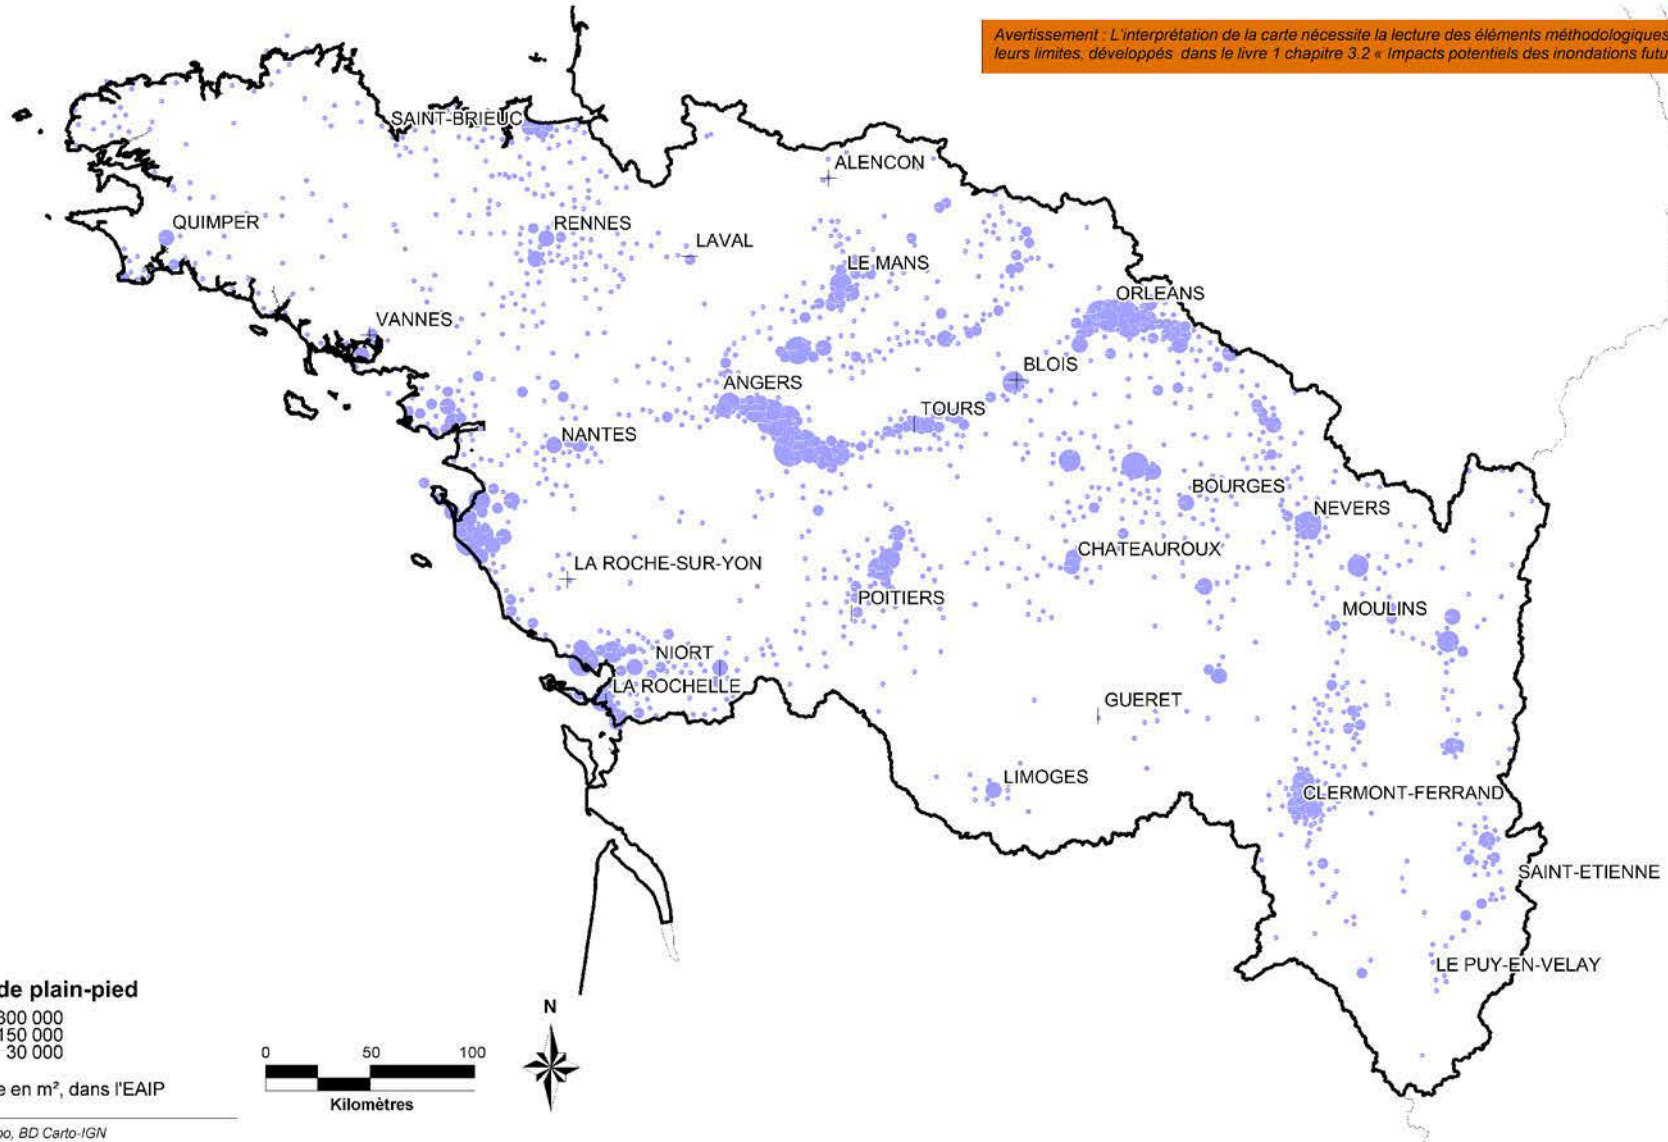 Avertissement : L'interprétation de la carte nécessite la lecture des éléments méthodologiques
leurs limites, développés dans le livre 1 chapitre 3.2 « Impacts potentiels des inondations futu
SAINT-BRIEUC
ALENCON
QUIMPER
RENNES
LAVAL
LE MANS
ORLEANS
VANNES
BLOIS
ANGERS
TOURS
NANTES
BOURGES
NEVERS
CHATEAUROUX
LA ROCHE-SUR-YON
POITIERS
MOULINS
NIORT
LA ROCHELLE
GUERET
LIMOGES
CLERMONT-FERRAND
SAINT-ETIENNE
LE PUY-EN-VELAY
de plain-pied
300 000
150 000
30 000
e en m², dans l'EAIP
N
0 50 100
Kilomètres
po, BD Carto-IGN